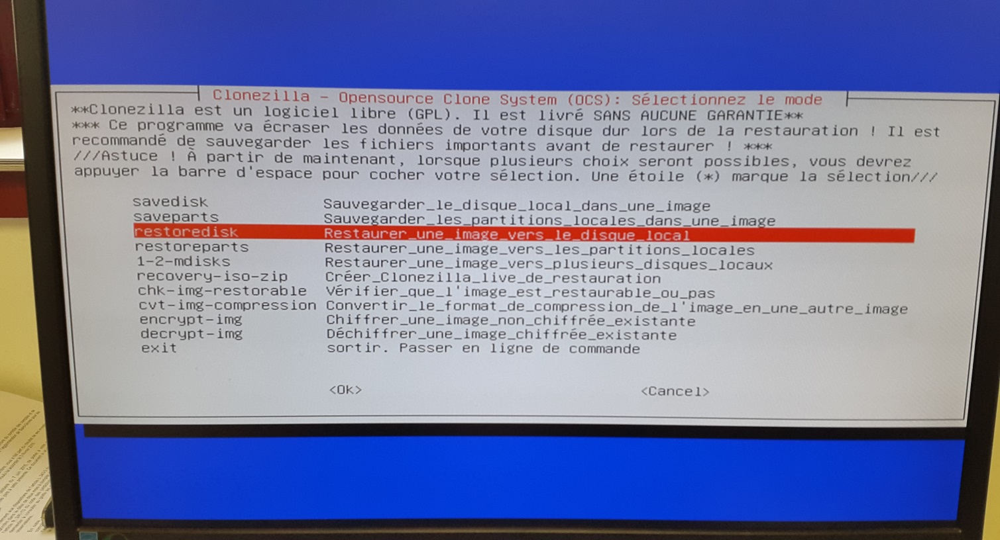 Clonezilla - Opensource Clone System (OCS): Sélectionnez le mode
**Clonezilla est un logiciel libre (GPL). Il est livré SANS AUCUNE GARANTIE**
*** Ce programme va écraser les données de votre disque dur lors de la restauration ! Il est
recommandé de sauvegarder les fichiers importants avant de restaurer ! ***
///Astuce ! À partir de maintenant, lorsque plusieurs choix seront possibles, vous devrez
appuyer la barre d'espace pour cocher votre sélection. Une étoile (*) marque la sélection///
savedisk Sauvegarder_le_disque_local_dans_une_image
saveparts Sauvegarder_les_partitions_locales_dans_une_image
restoredisk Restaurer_une_image_vers_le_disque_local
restoreparts Restaurer_une_image_vers_les_partitions_locales
1-2-mdisks Restaurer_une_image_vers_plusieurs_disques_locaux
recovery-iso-zip Créer_Clonezilla_live_de_restauration
chk-img-restorable Vérifier_que_l'image_est_restaurable_ou_pas
cvt-img-compression Convertir_le_format_de_compression_de_l'image_en_une_autre_image
encrypt-img Chiffrer_une_image_non_chiffrée_existante
decrypt-img Déchiffrer_une_image_chiffrée_existante
exit sortir. Passer en ligne de commande
<Ok> <Cancel>